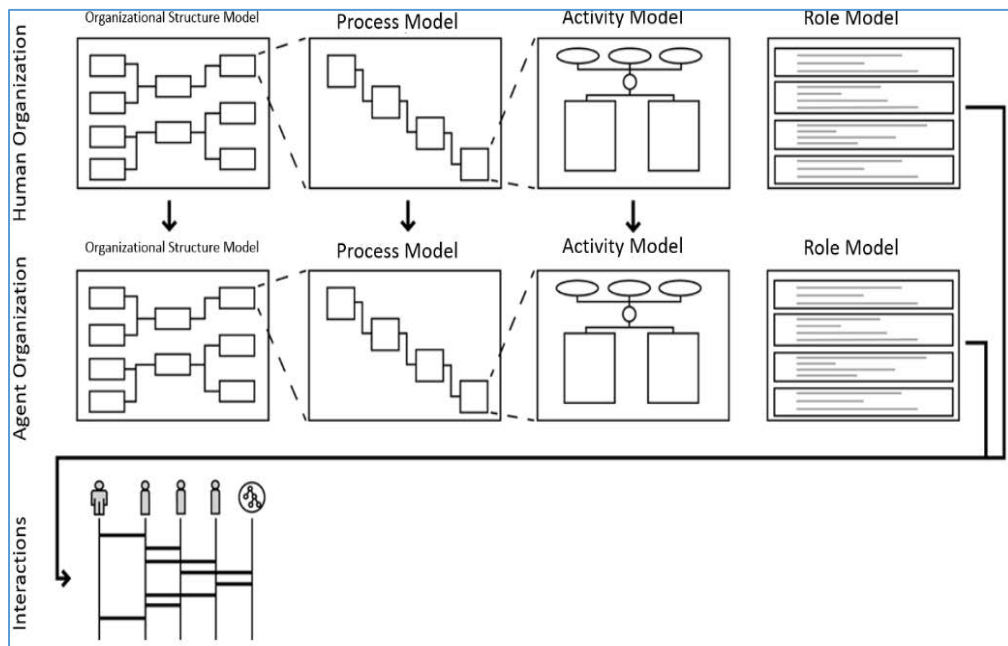 Organizational Structure Model
Process Model
Activity Model
Role Model
Human Organization
Organizational Structure Model
Process Model
Activity Model
Role Model
Agent Organization
Interactions